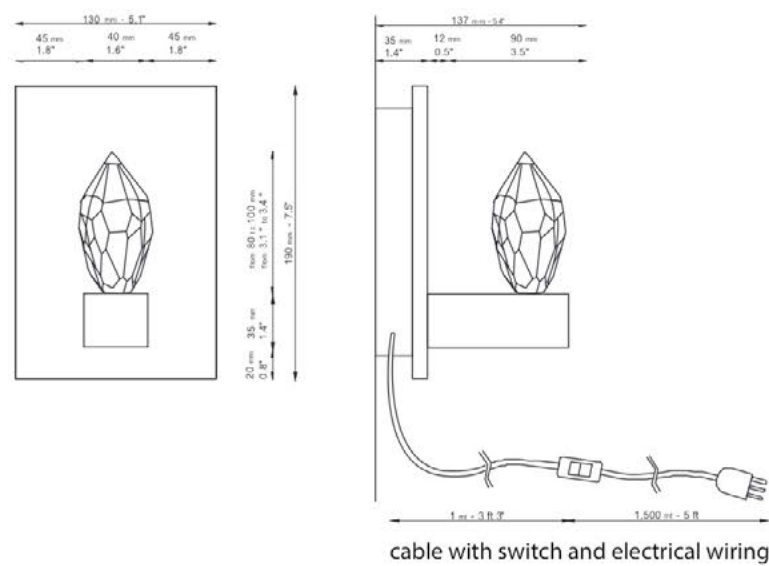 130 mm - 5.1"
45 mm 40 mm 45 mm
1.8" 1.6" 1.8"
from 80 to 100 mm
from 3.1 " to 3.4 "
35 mm
1.4"
20 mm
0.8"
190 mm - 7.5"
137 mm - 5.4"
35 mm 12 mm 90 mm
1.4" 0.5" 3.5"
1 m - 3 ft 3" 1,500 mt - 5 ft
cable with switch and electrical wiring